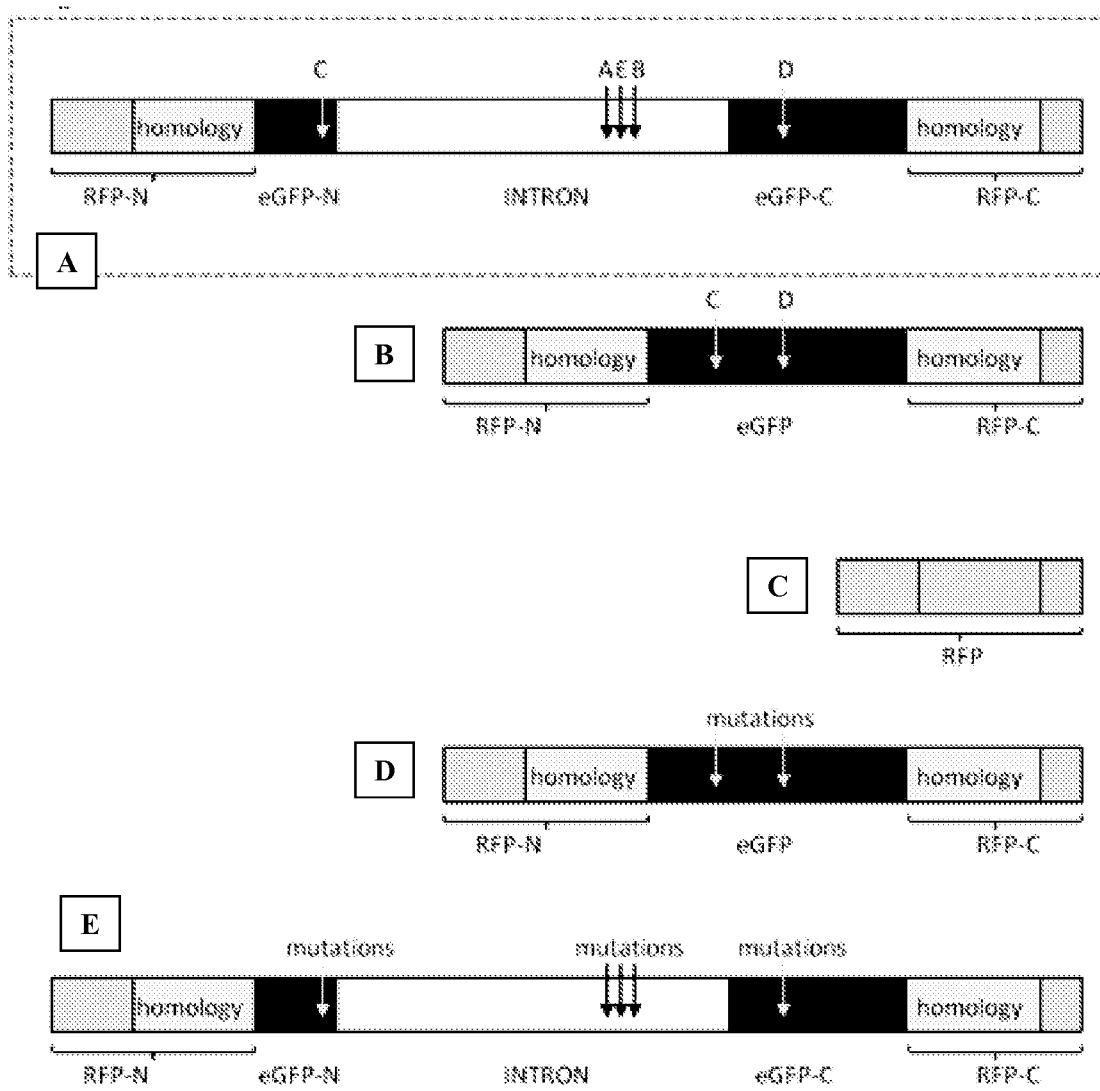 C A E B D
homology homology
RFP-N eGFP-N INTRON eGFP-C RFP-C
A
C D
B homology homology
RFP-N eGFP RFP-C
C
RFP
mutations
D homology homology
RFP-N eGFP RFP-C
E
mutations mutations mutations
homology homology
RFP-N eGFP-N INTRON eGFP-C RFP-C